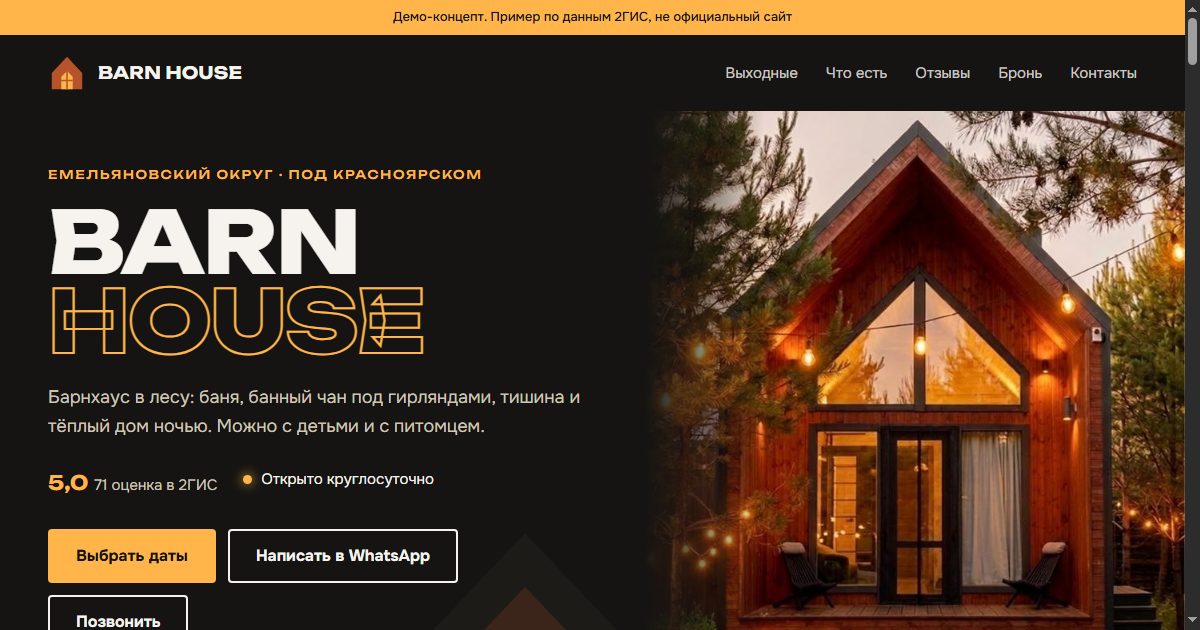 Демо-концепт. Пример по данным 2ГИС, не официальный сайт
BARN HOUSE
Выходные Что есть Отзывы Бронь Контакты
ЕМЕЛЬЯНОВСКИЙ ОКРУГ · ПОД КРАСНОЯРСКОМ
BARN
HOUSE
Барнхаус в лесу: баня, банный чан под гирляндами, тишина и
тёплый дом ночью. Можно с детьми и с питомцем.
5,0 71 оценка в 2ГИС Открыто круглосуточно
Выбрать даты Написать в WhatsApp
Позвонить